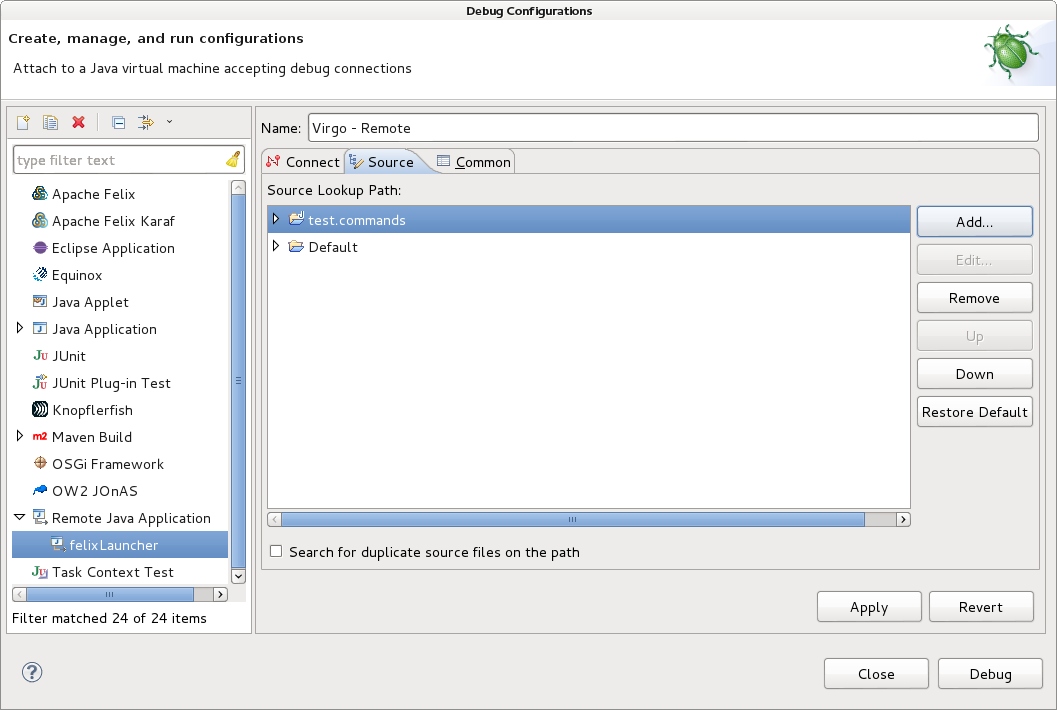 Debug Configurations
Create, manage, and run configurations
Attach to a Java virtual machine accepting debug connections
type filter text
Apache Felix
Apache Felix Karaf
Eclipse Application
Equinox
Java Applet
Java Application
JUnit
JUnit Plug-in Test
Knopflerfish
Maven Build
OSGi Framework
OW2 JOnAS
Remote Java Application
felixLauncher
Task Context Test
Filter matched 24 of 24 items
Name: Virgo - Remote
Connect Source Common
Source Lookup Path:
test.commands
Default
Add...
Edit...
Remove
Up
Down
Restore Default
Search for duplicate source files on the path
Apply Revert
Close Debug